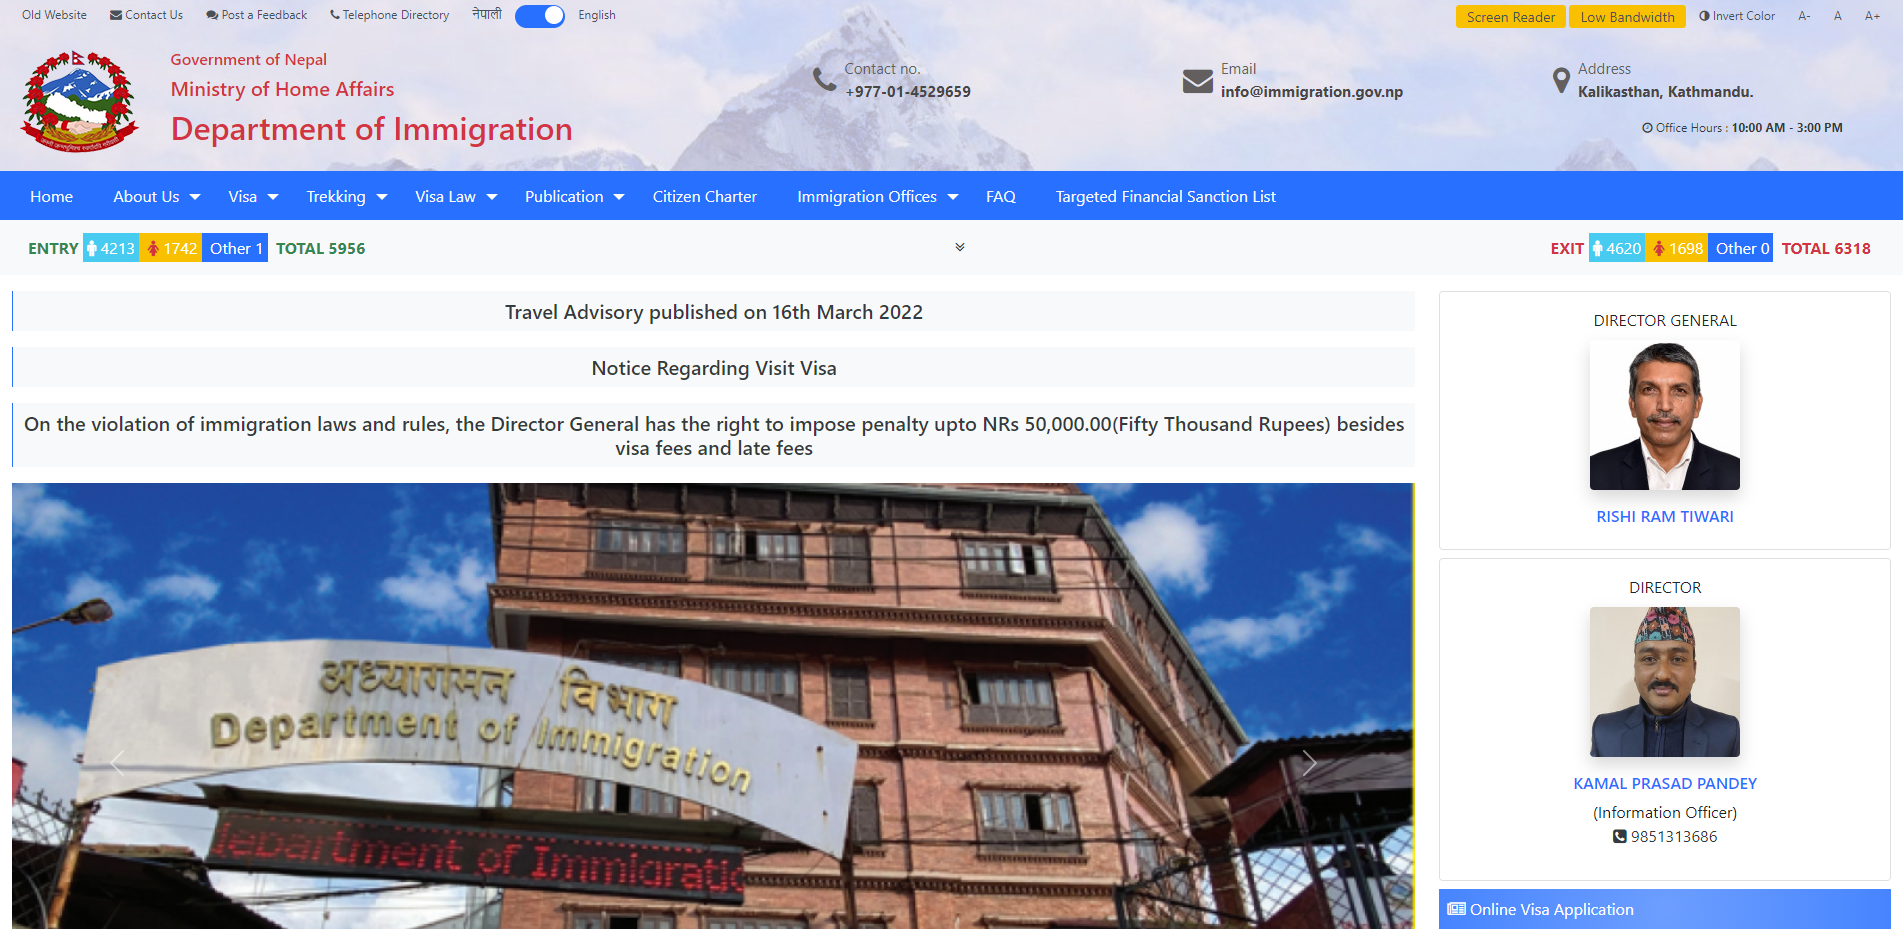 Old Website Contact Us Post a Feedback Telephone Directory नेपाली English
Screen Reader Low Bandwidth Invert Color A- A A+
Government of Nepal
Ministry of Home Affairs
Department of Immigration
Contact no.
+977-01-4529659
Email
info@immigration.gov.np
Address
Kalikasthan, Kathmandu.
Office Hours : 10:00 AM - 3:00 PM
Home About Us Visa Trekking Visa Law Publication Citizen Charter Immigration Offices FAQ Targeted Financial Sanction List
ENTRY 4213 1742 Other 1 TOTAL 5956
EXIT 4620 1698 Other 0 TOTAL 6318
Travel Advisory published on 16th March 2022
Notice Regarding Visit Visa
On the violation of immigration laws and rules, the Director General has the right to impose penalty upto NRs 50,000.00(Fifty Thousand Rupees) besides
visa fees and late fees
अध्यागमन विभाग
Department of Immigration
department of Immigratio
DIRECTOR GENERAL
RISHI RAM TIWARI
DIRECTOR
KAMAL PRASAD PANDEY
(Information Officer)
9851313686
Online Visa Application